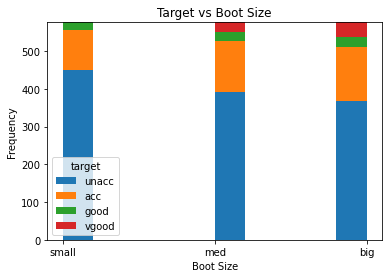 Target vs Boot Size
Frequency
500
400
300
200
100
0
target
unacc
acc
good
vgood
small
med
big
Boot Size